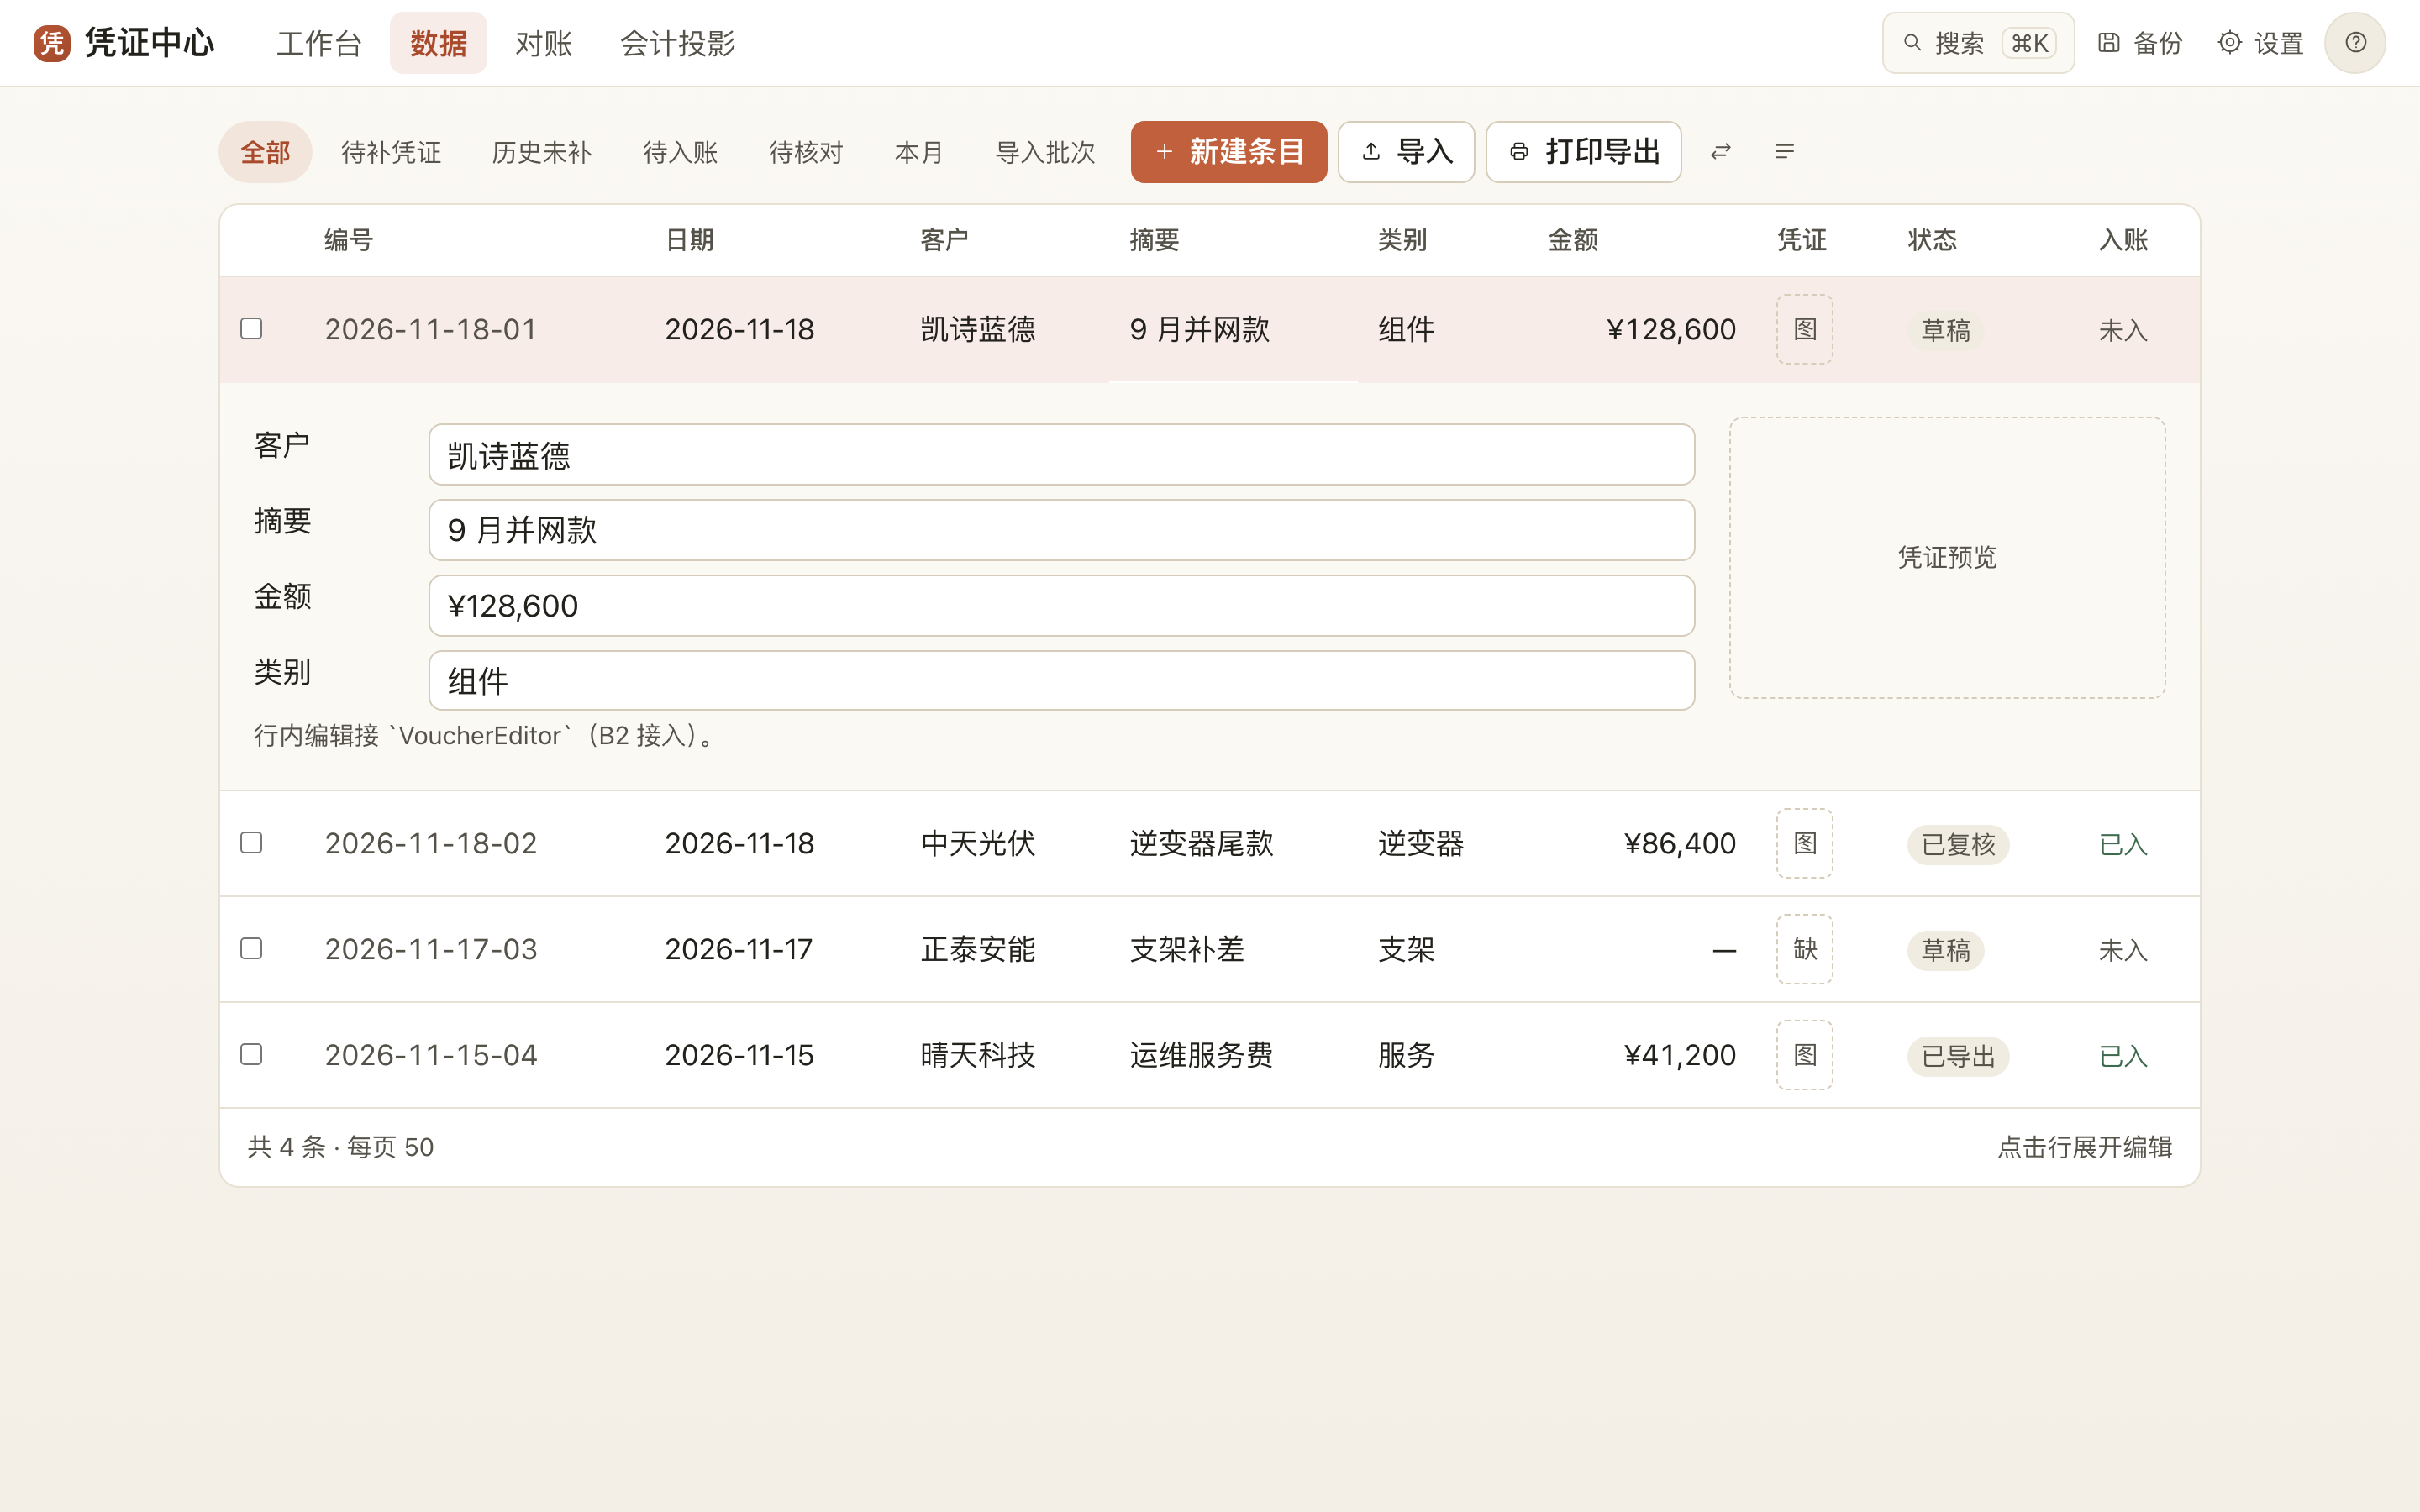 凭 凭证中心 工作台 数据 对账 会计投影 搜索 ⌘K 备份 设置
全部 待补凭证 历史未补 待入账 待核对 本月 导入批次 + 新建条目 导入 打印导出
编号 日期 客户 摘要 类别 金额 凭证 状态 入账
2026-11-18-01 2026-11-18 凯诗蓝德 9 月并网款 组件 ¥128,600 图 草稿 未入
客户 凯诗蓝德
摘要 9 月并网款
凭证预览
金额 ¥128,600
类别 组件
行内编辑接 `VoucherEditor`（B2 接入）。
2026-11-18-02 2026-11-18 中天光伏 逆变器尾款 逆变器 ¥86,400 图 已复核 已入
2026-11-17-03 2026-11-17 正泰安能 支架补差 支架 — 缺 草稿 未入
2026-11-15-04 2026-11-15 晴天科技 运维服务费 服务 ¥41,200 图 已导出 已入
共 4 条 · 每页 50 点击行展开编辑